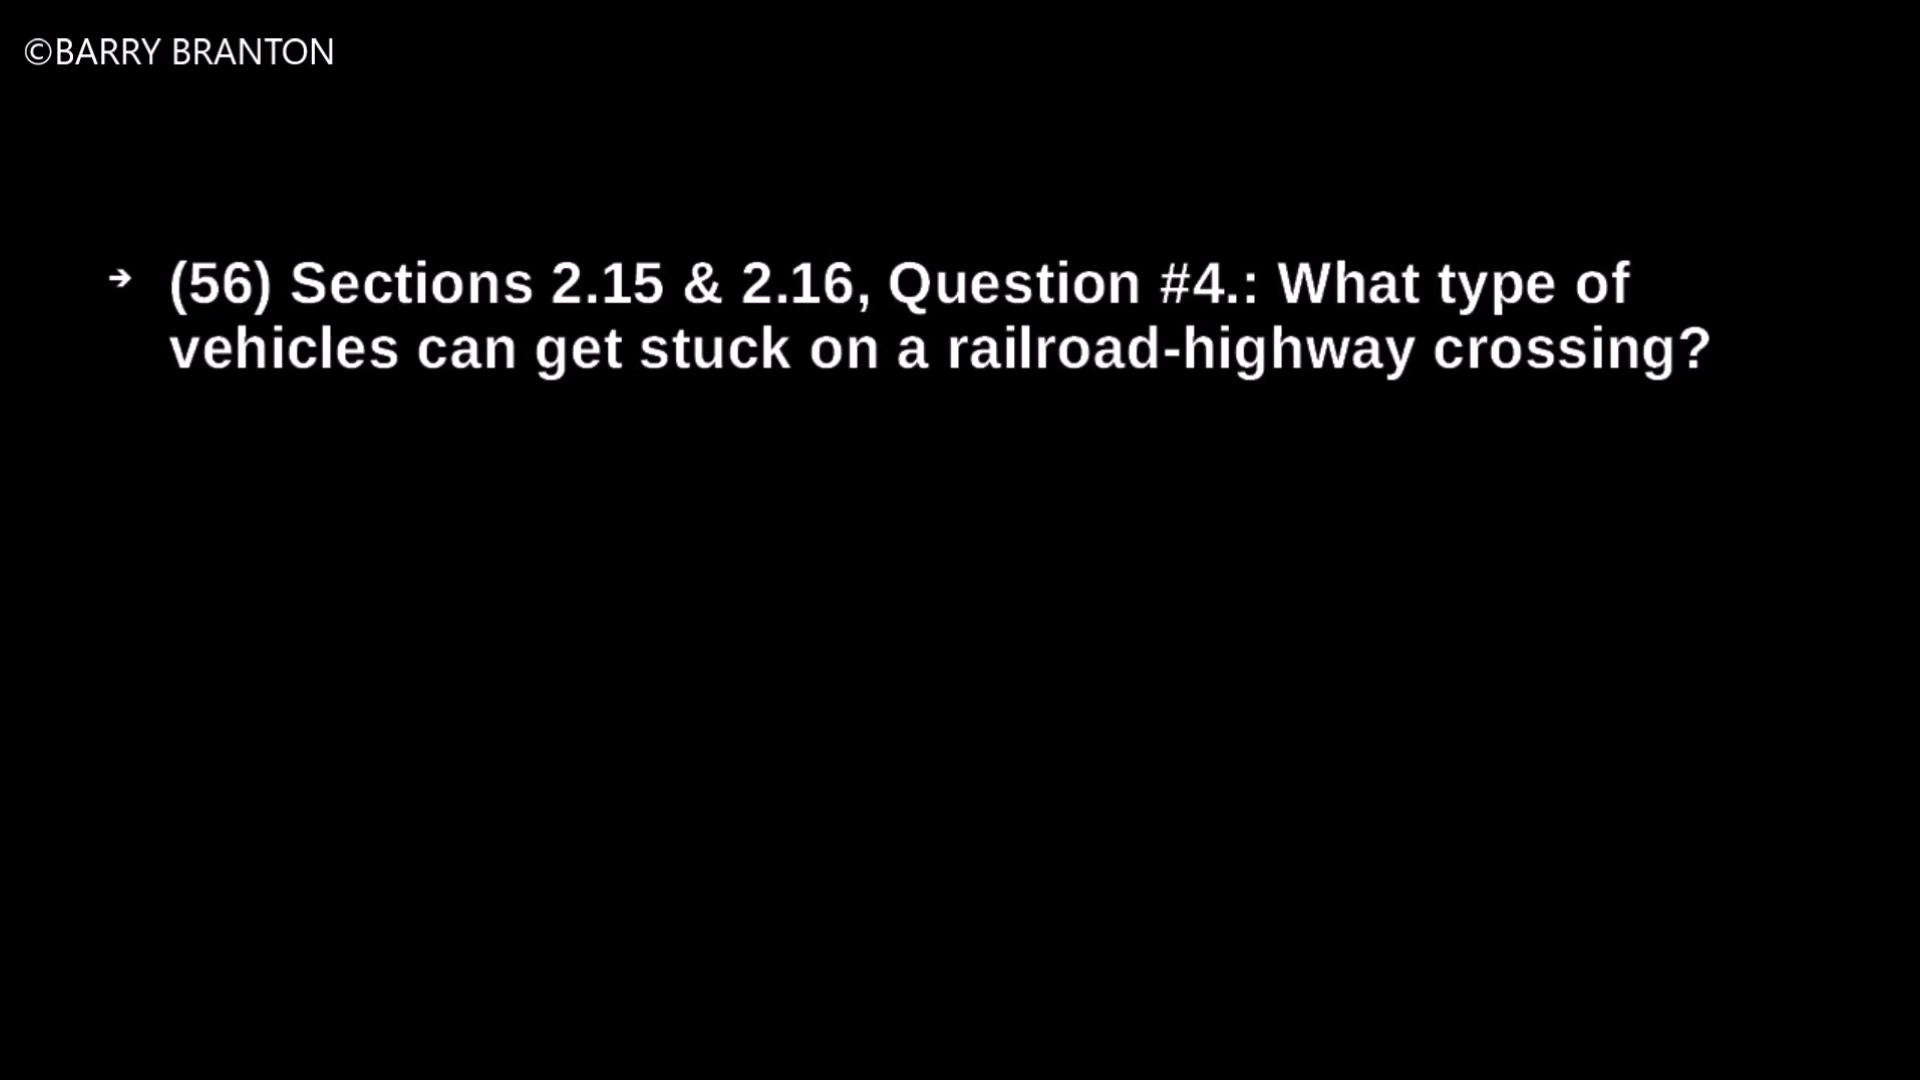 ©BARRY BRANTON
➔ (56) Sections 2.15 & 2.16, Question #4.: What type of
vehicles can get stuck on a railroad-highway crossing?